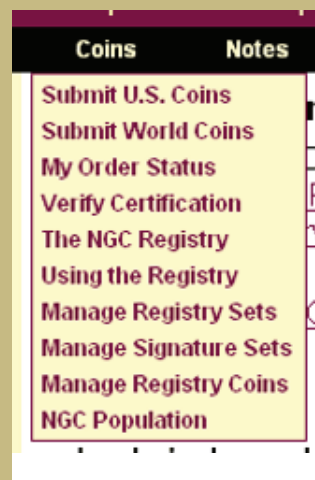 Coins Notes
Submit U.S. Coins
Submit World Coins
My Order Status
Verify Certification
The NGC Registry
Using the Registry
Manage Registry Sets
Manage Signature Sets
Manage Registry Coins
NGC Population